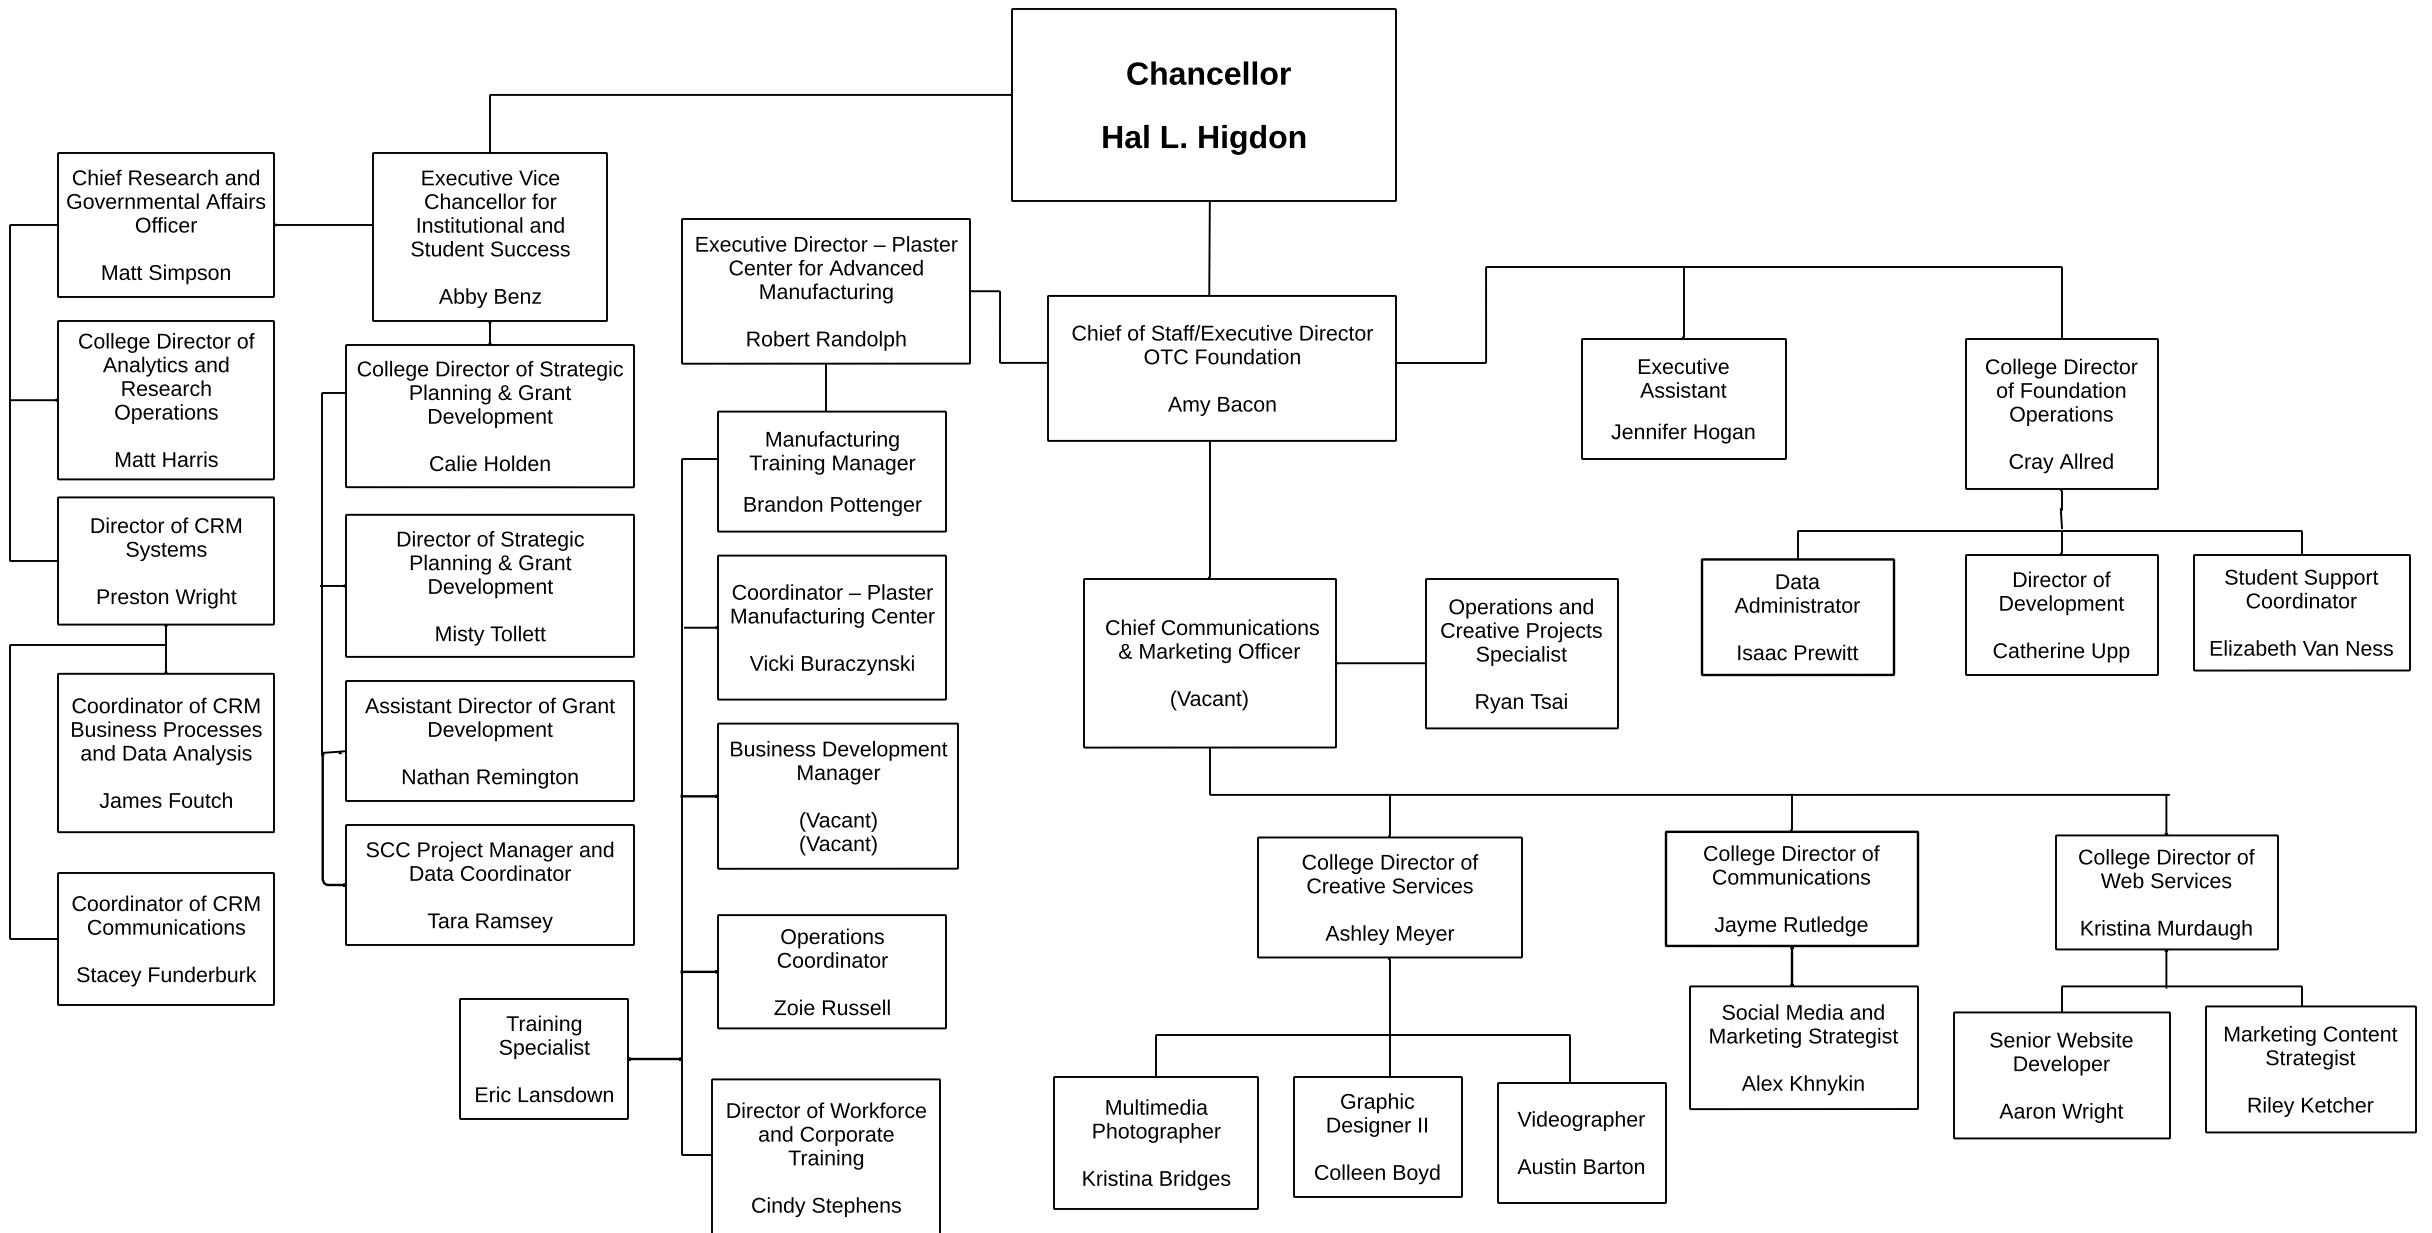 Chancellor
Hal L. Higdon
Chief Research and
Governmental Affairs
Officer
Matt Simpson
Executive Vice
Chancellor for
Institutional and
Student Success
Abby Benz
Executive Director – Plaster
Center for Advanced
Manufacturing
Robert Randolph
Chief of Staff/Executive Director
OTC Foundation
Amy Bacon
Executive
Assistant
Jennifer Hogan
College Director
of Foundation
Operations
Cray Allred
College Director of
Analytics and
Research
Operations
Matt Harris
College Director of Strategic
Planning & Grant
Development
Calie Holden
Manufacturing
Training Manager
Brandon Pottenger
Director of CRM
Systems
Preston Wright
Director of Strategic
Planning & Grant
Development
Misty Tollett
Coordinator – Plaster
Manufacturing Center
Vicki Buraczynski
Chief Communications
& Marketing Officer
(Vacant)
Operations and
Creative Projects
Specialist
Ryan Tsai
Data
Administrator
Isaac Prewitt
Director of
Development
Catherine Upp
Student Support
Coordinator
Elizabeth Van Ness
Coordinator of CRM
Business Processes
and Data Analysis
James Foutch
Assistant Director of Grant
Development
Nathan Remington
Business Development
Manager
(Vacant)
(Vacant)
SCC Project Manager and
Data Coordinator
Tara Ramsey
College Director of
Creative Services
Ashley Meyer
College Director of
Communications
Jayme Rutledge
College Director of
Web Services
Kristina Murdaugh
Coordinator of CRM
Communications
Stacey Funderburk
Operations
Coordinator
Zoie Russell
Training
Specialist
Eric Lansdown
Social Media and
Marketing Strategist
Alex Khnykin
Senior Website
Developer
Aaron Wright
Marketing Content
Strategist
Riley Ketcher
Director of Workforce
and Corporate
Training
Cindy Stephens
Multimedia
Photographer
Kristina Bridges
Graphic
Designer II
Colleen Boyd
Videographer
Austin Barton